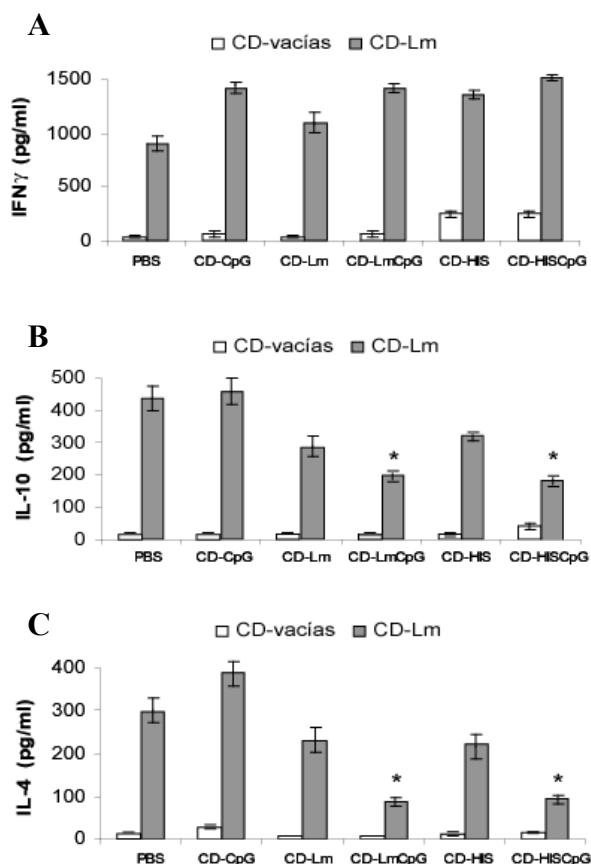 A
CD-vacías CD-Lm
IFNγ (pg/ml)
1500
1000
500
0
PBS CD-CpG CD-Lm CD-LmCpG CD-HIS CD-HISCpG
B
CD-vacías CD-Lm
IL-10 (pg/ml)
500
400
300
200
100
0
* *
PBS CD-CpG CD-Lm CD-LmCpG CD-HIS CD-HISCpG
C
CD-vacías CD-Lm
IL-4 (pg/ml)
400
300
200
100
0
* *
PBS CD-CpG CD-Lm CD-LmCpG CD-HIS CD-HISCpG